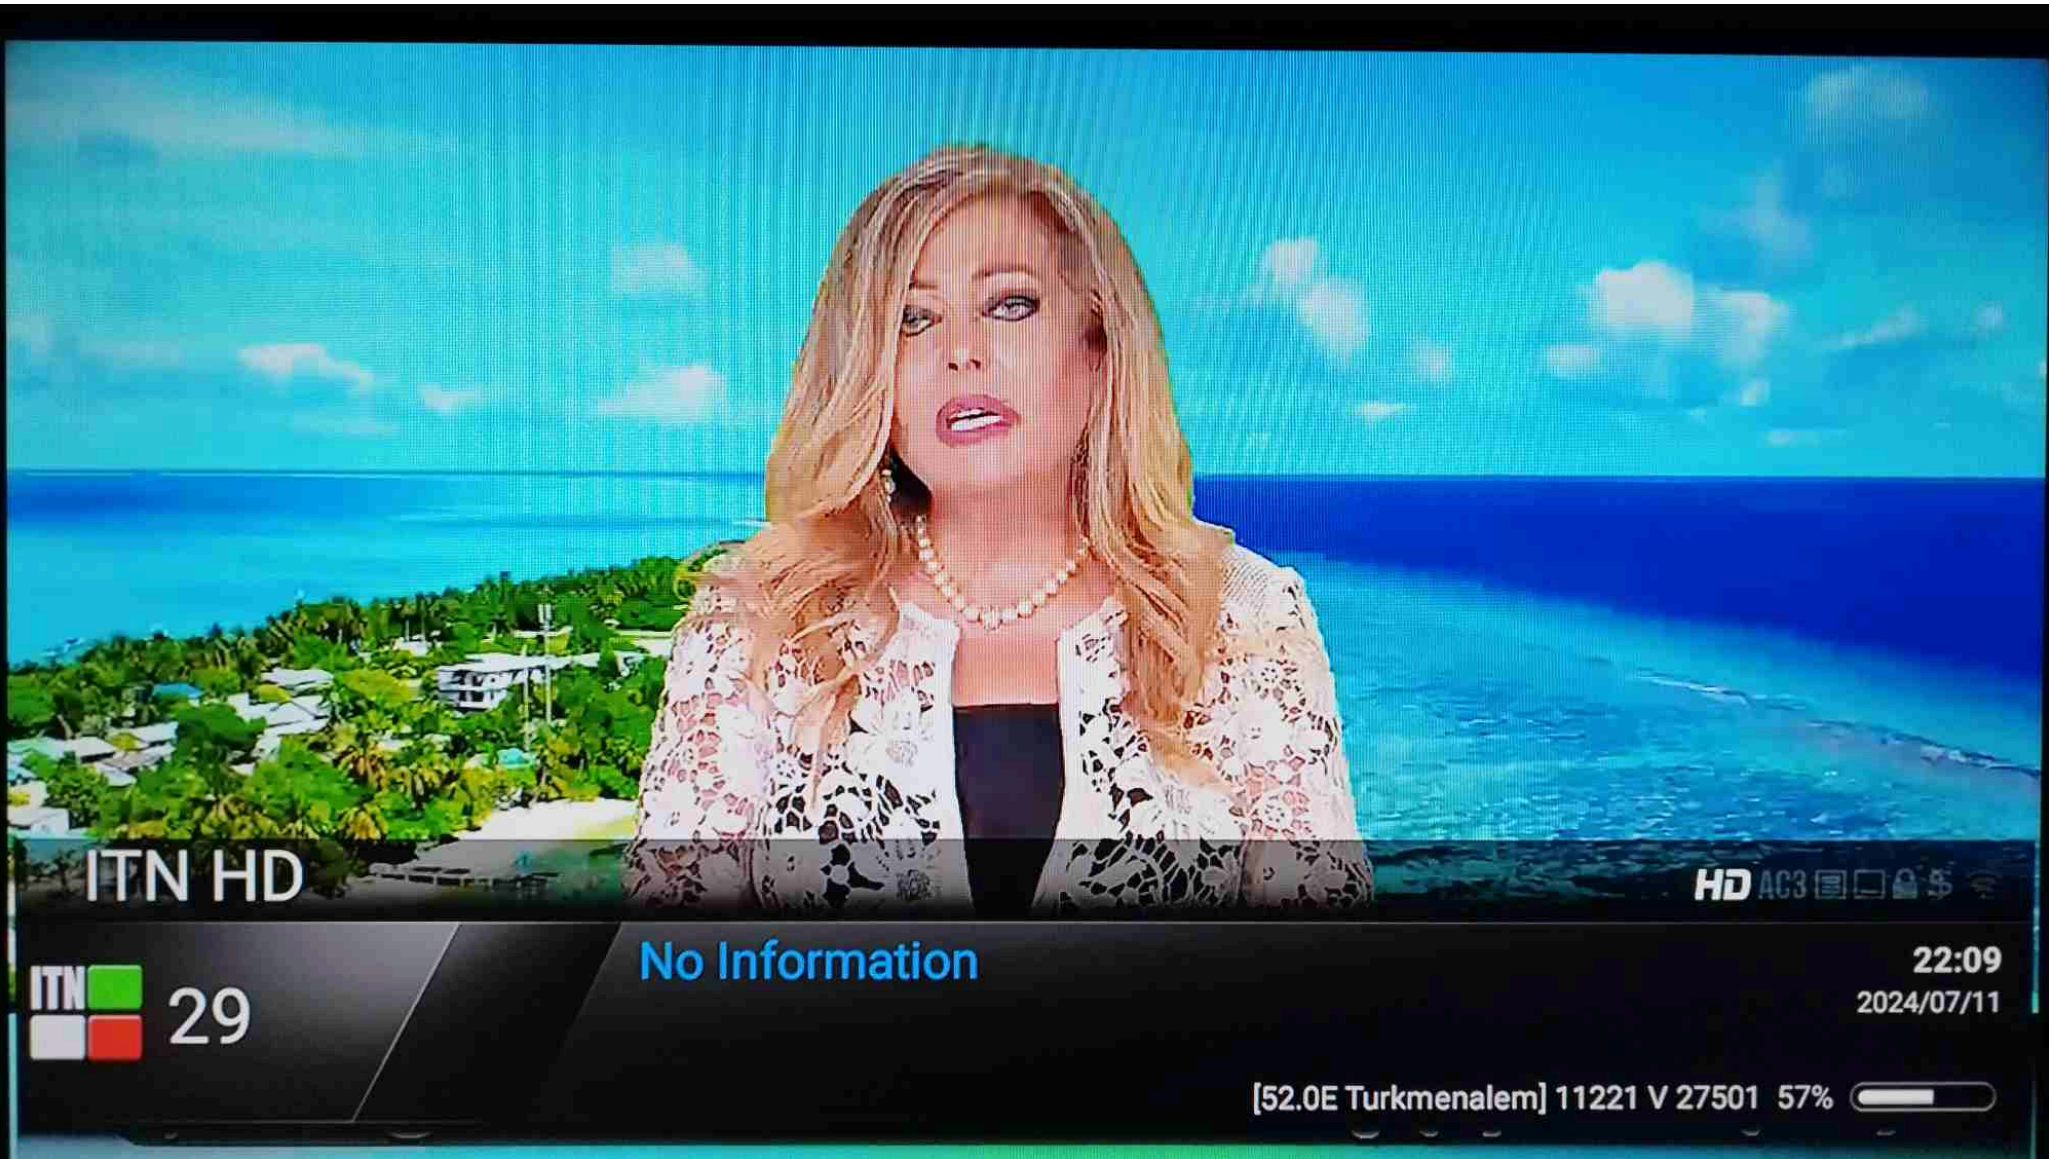 ITN HD
HD AC3 $
ITN
29
No Information
22:09
2024/07/11
[52.0E Turkmenalem] 11221 V 27501 57%